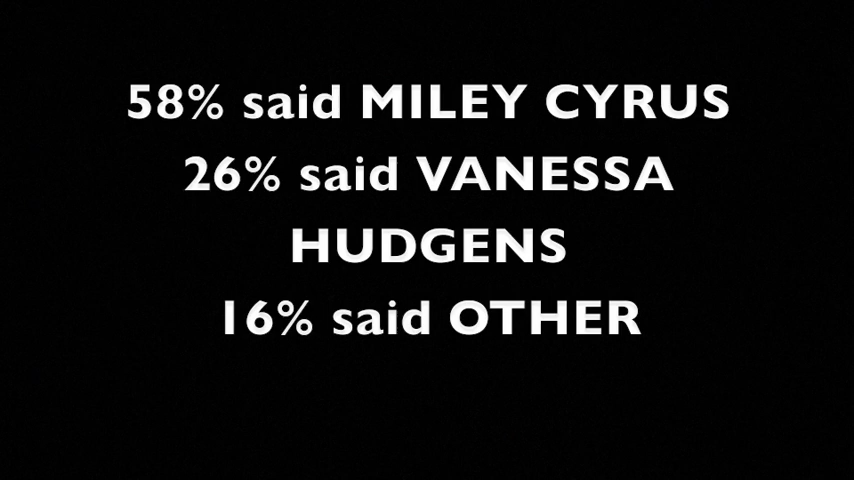 58% said MILEY CYRUS
26% said VANESSA
HUDGENS
16% said OTHER